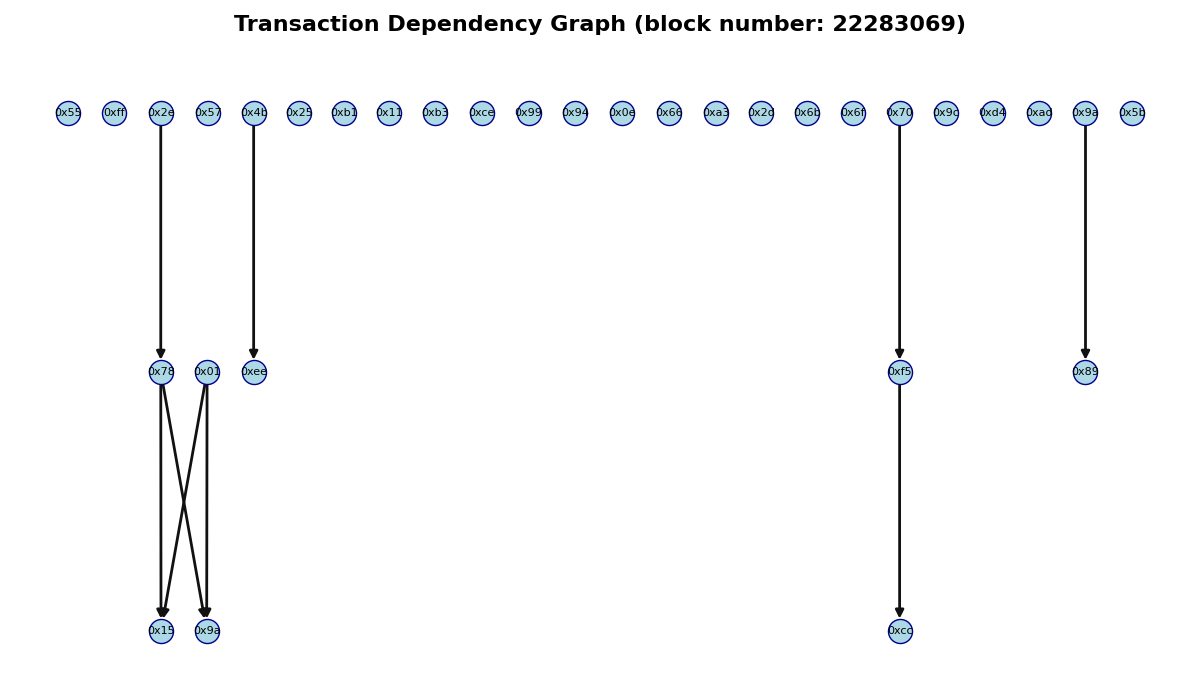 Transaction Dependency Graph (block number: 22283069)
0x55 0xff 0x2e 0x57 0x4b 0x25 0xb1 0x11 0xb3 0xce 0x99 0x94 0x0e 0x66 0xa3 0x2d 0x6b 0x6f 0x70 0x9c 0xd4 0xad 0x9a 0x5b
0x78 0x01 0xee 0xf5 0x89
0x15 0x9a 0xcc